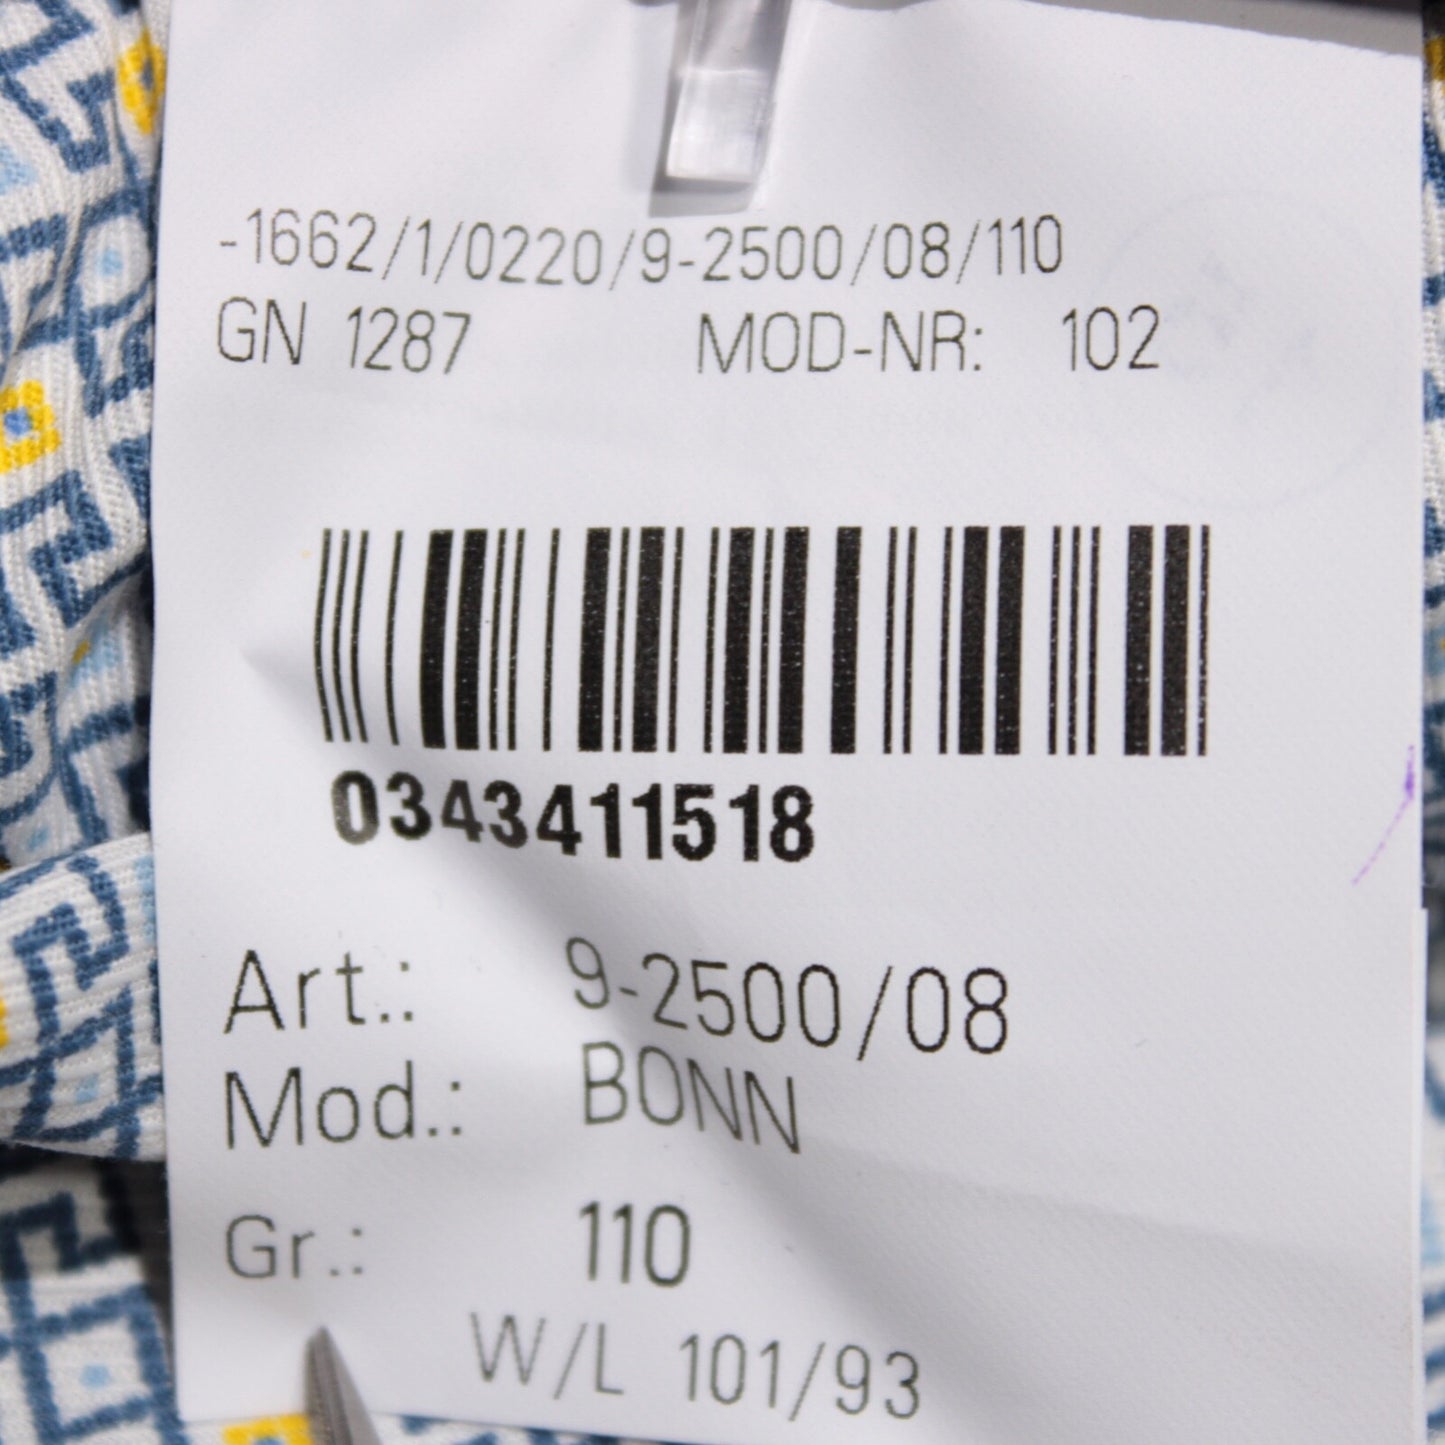 -1662/1/0220/9-2500/08/110
GN 1287 MOD-NR: 102
0343411518
Art.: 9-2500/08
Mod.: BONN
Gr.: 110
W/L 101/93